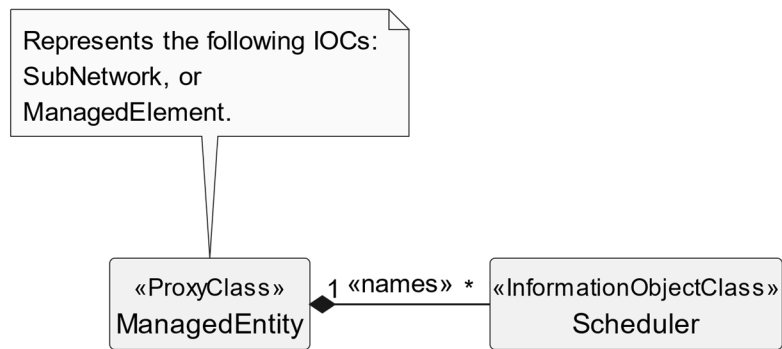 Represents the following IOCs:
SubNetwork, or
ManagedElement.
«ProxyClass»
ManagedEntity
1 «names» *
«InformationObjectClass»
Scheduler